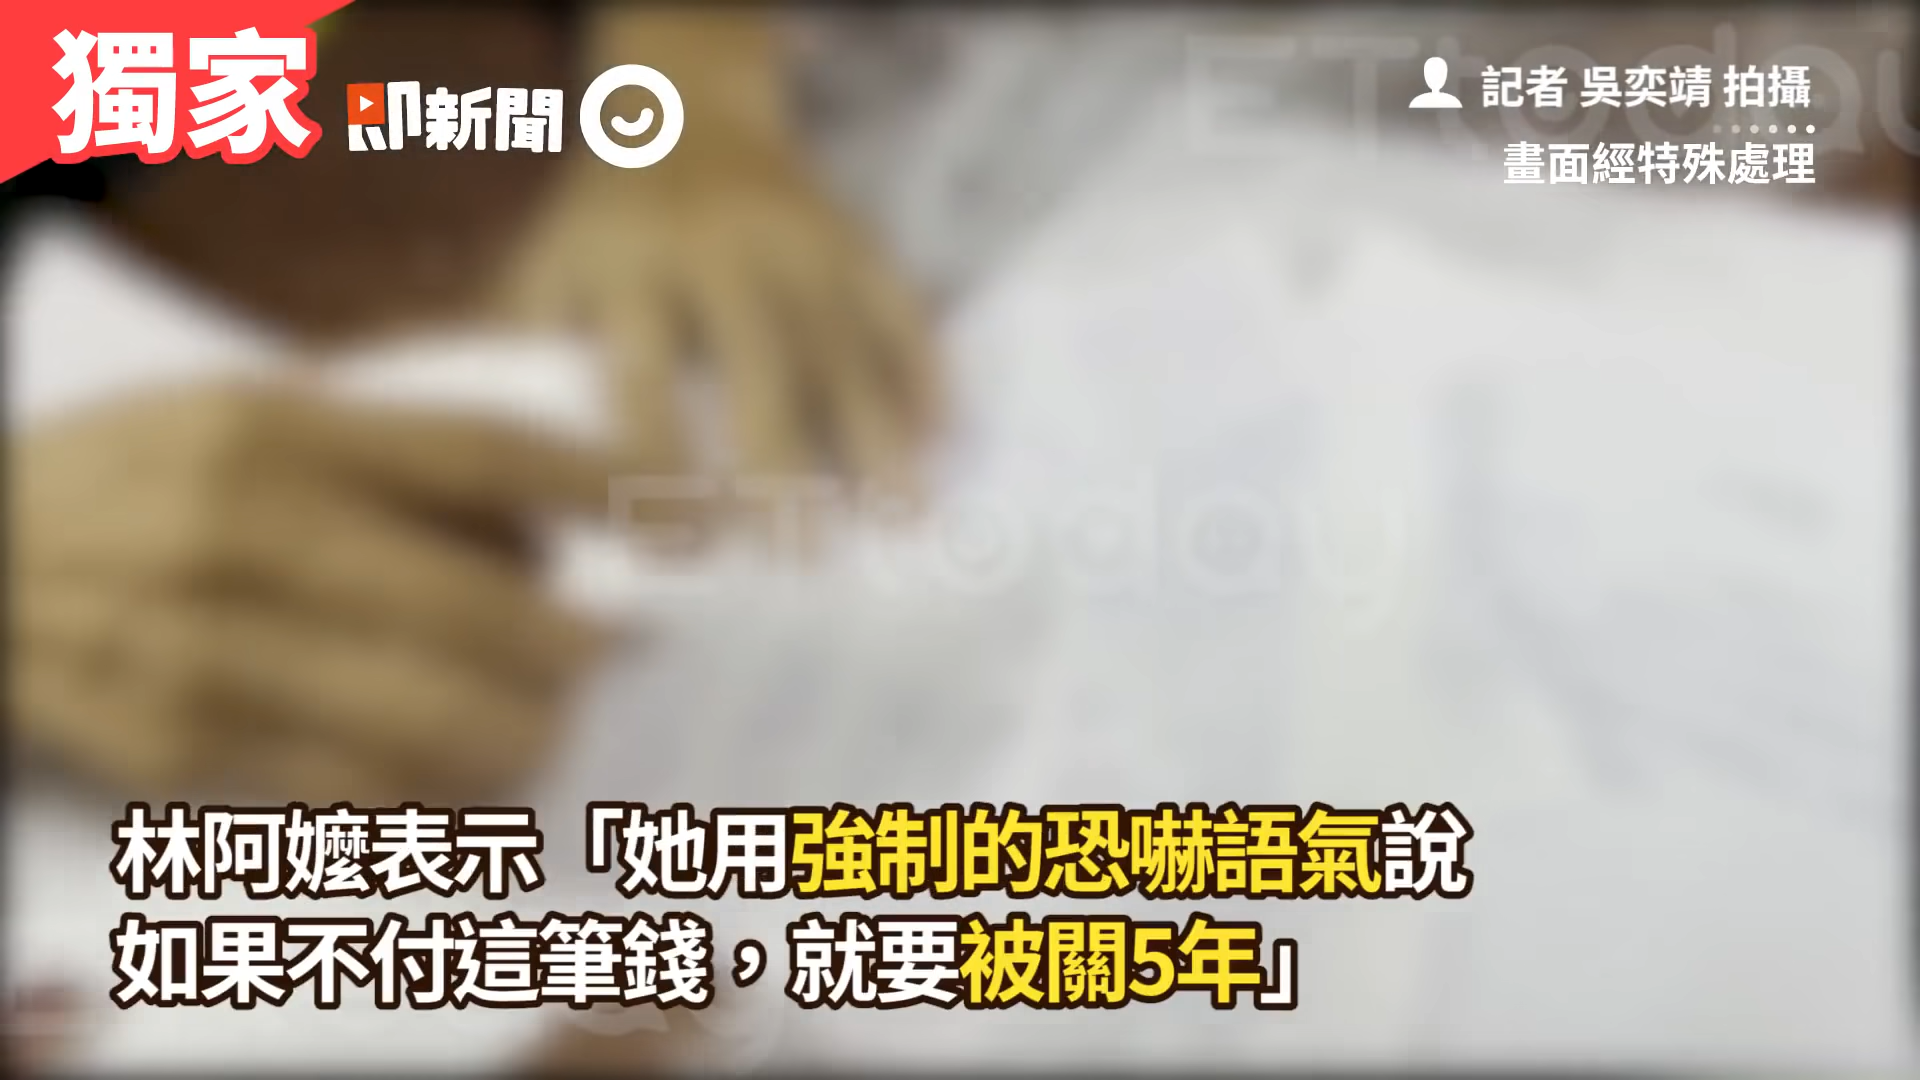 獨家
即新聞
記者 吳奕靖 拍攝
畫面經特殊處理
ETtoday
ETtoday
林阿嬤表示「她用強制的恐嚇語氣說
如果不付這筆錢，就要被關5年」